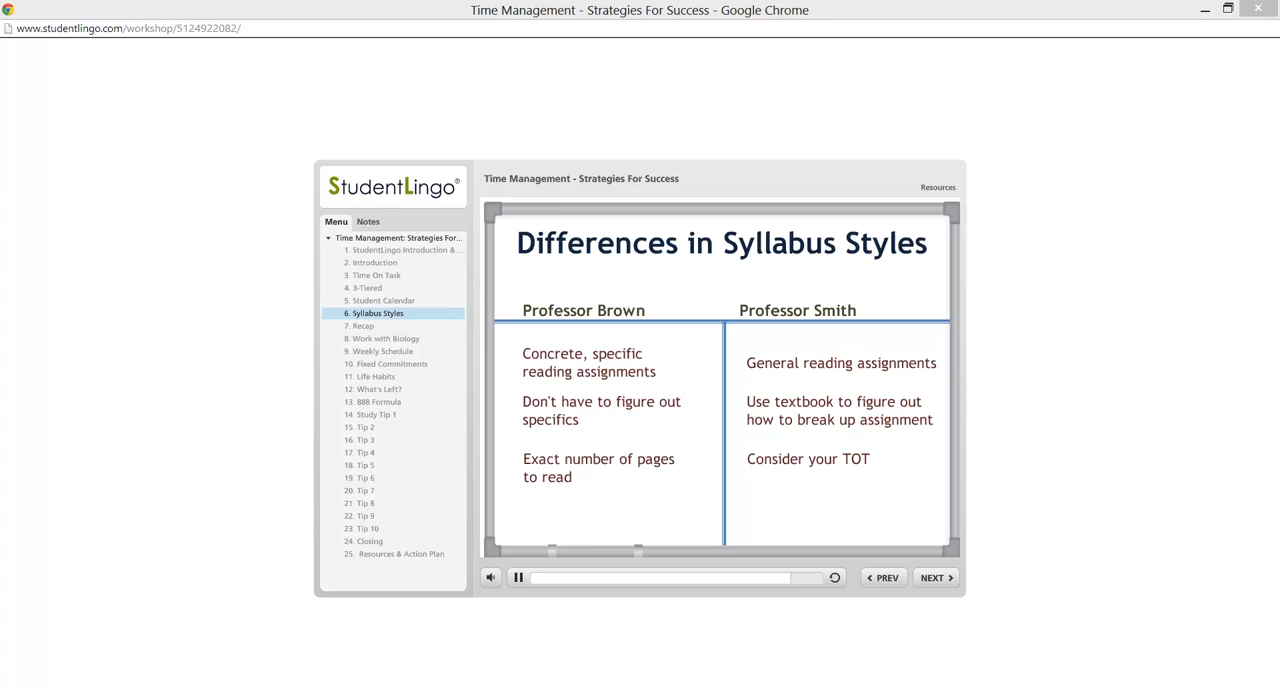 Time Management - Strategies For Success - Google Chrome
www.studentlingo.com/workshop/5124922082/
StudentLingo®
Menu
Notes
Time Management: Strategies For...
1. StudentLingo Introduction & ...
2. Introduction
3. Time On Task
4. 3-Tiered
5. Student Calendar
6. Syllabus Styles
7. Recap
8. Work with Biology
9. Weekly Schedule
10. Fixed Commitments
11. Life Habits
12. What's Left?
13. 888 Formula
14. Study Tip 1
15. Tip 2
16. Tip 3
17. Tip 4
18. Tip 5
19. Tip 6
20. Tip 7
21. Tip 8
22. Tip 9
23. Tip 10
24. Closing
25. Resources & Action Plan
Time Management - Strategies For Success
Resources
Differences in Syllabus Styles
Professor Brown
Concrete, specific
reading assignments
Don't have to figure out
specifics
Exact number of pages
to read
Professor Smith
General reading assignments
Use textbook to figure out
how to break up assignment
Consider your TOT
PREV
NEXT